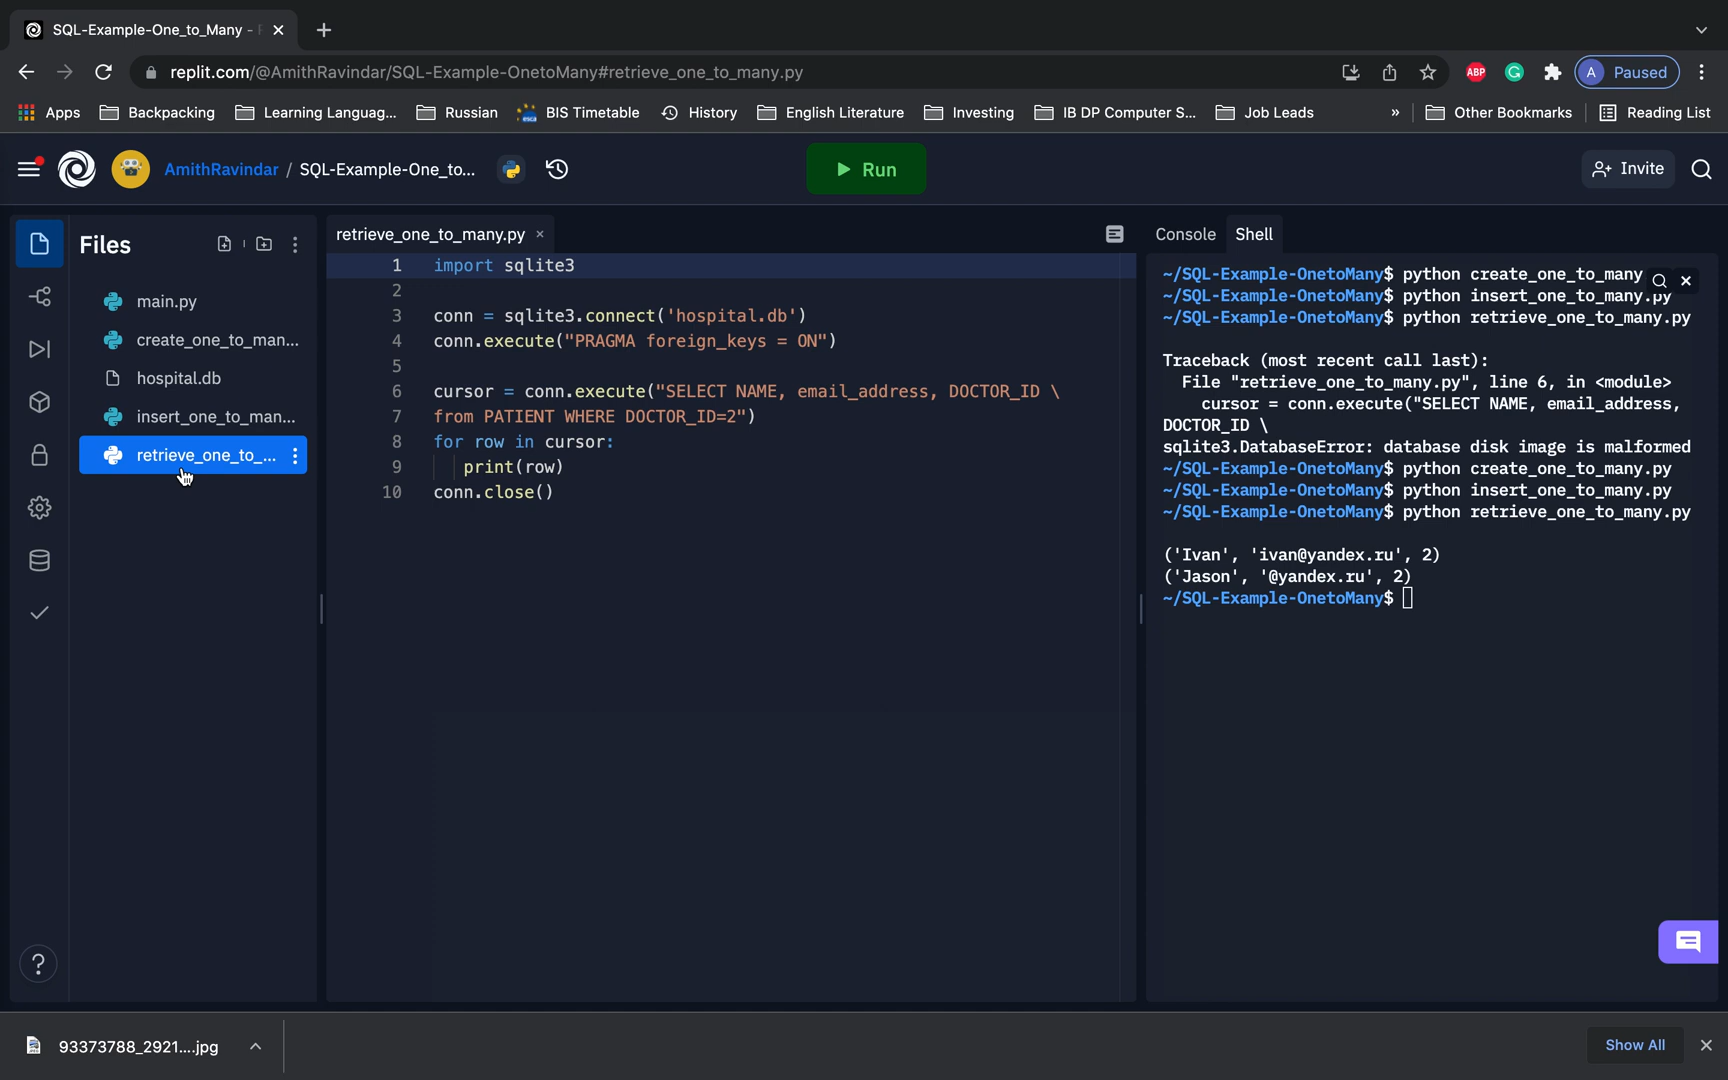 SQL-Example-One_to_Many -
replit.com/@AmithRavindar/SQL-Example-OnetoMany#retrieve_one_to_many.py
ABP
A Paused
Apps
Backpacking
Learning Languag...
Russian
BIS Timetable
History
English Literature
Investing
IB DP Computer S...
Job Leads
»
Other Bookmarks
Reading List
AmithRavindar / SQL-Example-One_to...
Run
Invite
Files
main.py
create_one_to_man...
hospital.db
insert_one_to_man...
retrieve_one_to_...
?
retrieve_one_to_many.py
1 import sqlite3
2
3 conn = sqlite3.connect('hospital.db')
4 conn.execute("PRAGMA foreign_keys = ON")
5
6 cursor = conn.execute("SELECT NAME, email_address, DOCTOR_ID \
7 from PATIENT WHERE DOCTOR_ID=2")
8 for row in cursor:
9 print(row)
10 conn.close()
Console Shell
~/SQL-Example-OnetoMany$ python create_one_to_many
~/SQL-Example-OnetoMany$ python insert_one_to_many.py
~/SQL-Example-OnetoMany$ python retrieve_one_to_many.py
Traceback (most recent call last):
File "retrieve_one_to_many.py", line 6, in <module>
cursor = conn.execute("SELECT NAME, email_address,
DOCTOR_ID \
sqlite3.DatabaseError: database disk image is malformed
~/SQL-Example-OnetoMany$ python create_one_to_many.py
~/SQL-Example-OnetoMany$ python insert_one_to_many.py
~/SQL-Example-OnetoMany$ python retrieve_one_to_many.py
('Ivan', 'ivan@yandex.ru', 2)
('Jason', '@yandex.ru', 2)
~/SQL-Example-OnetoMany$
93373788_2921....jpg
Show All